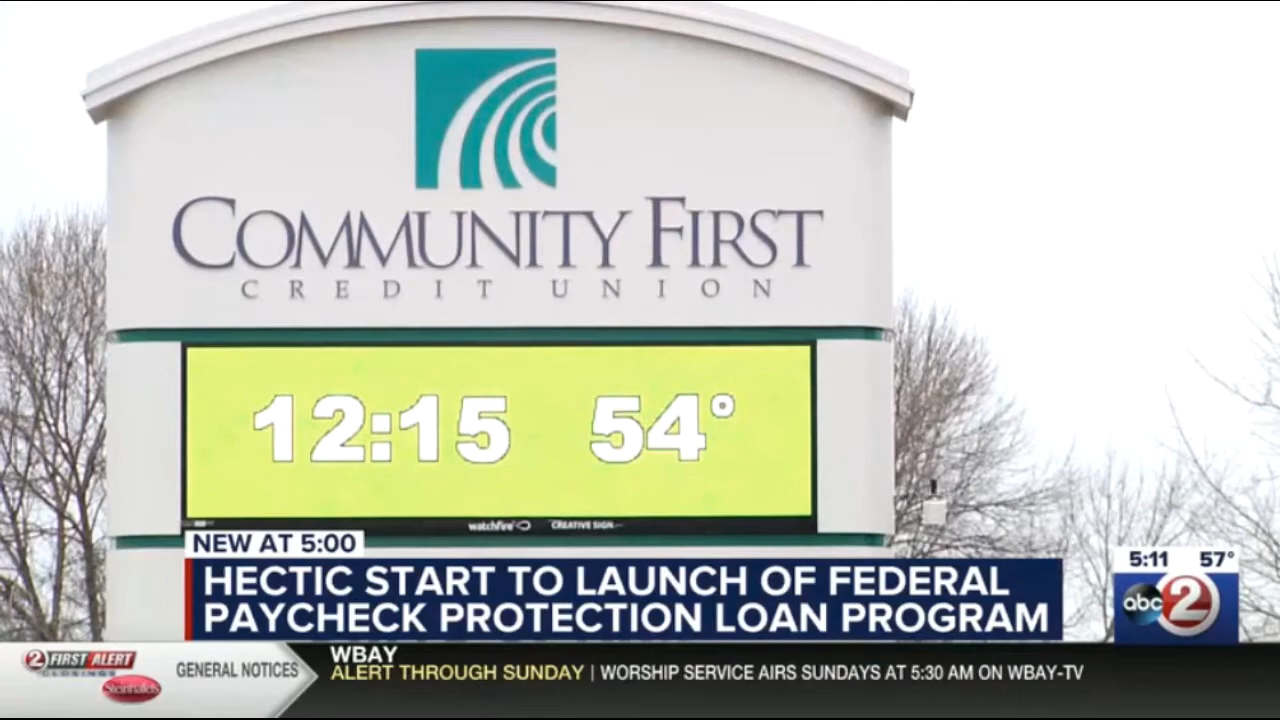 COMMUNITY FIRST
CREDIT UNION
12:15 54°
watchfire CREATIVE SIGN
NEW AT 5:00
HECTIC START TO LAUNCH OF FEDERAL
PAYCHECK PROTECTION LOAN PROGRAM
5:11 57°
abc 2
2 FIRST ALERT
CLOSINGS
Steinhafels
GENERAL NOTICES
WBAY
ALERT THROUGH SUNDAY | WORSHIP SERVICE AIRS SUNDAYS AT 5:30 AM ON WBAY-TV